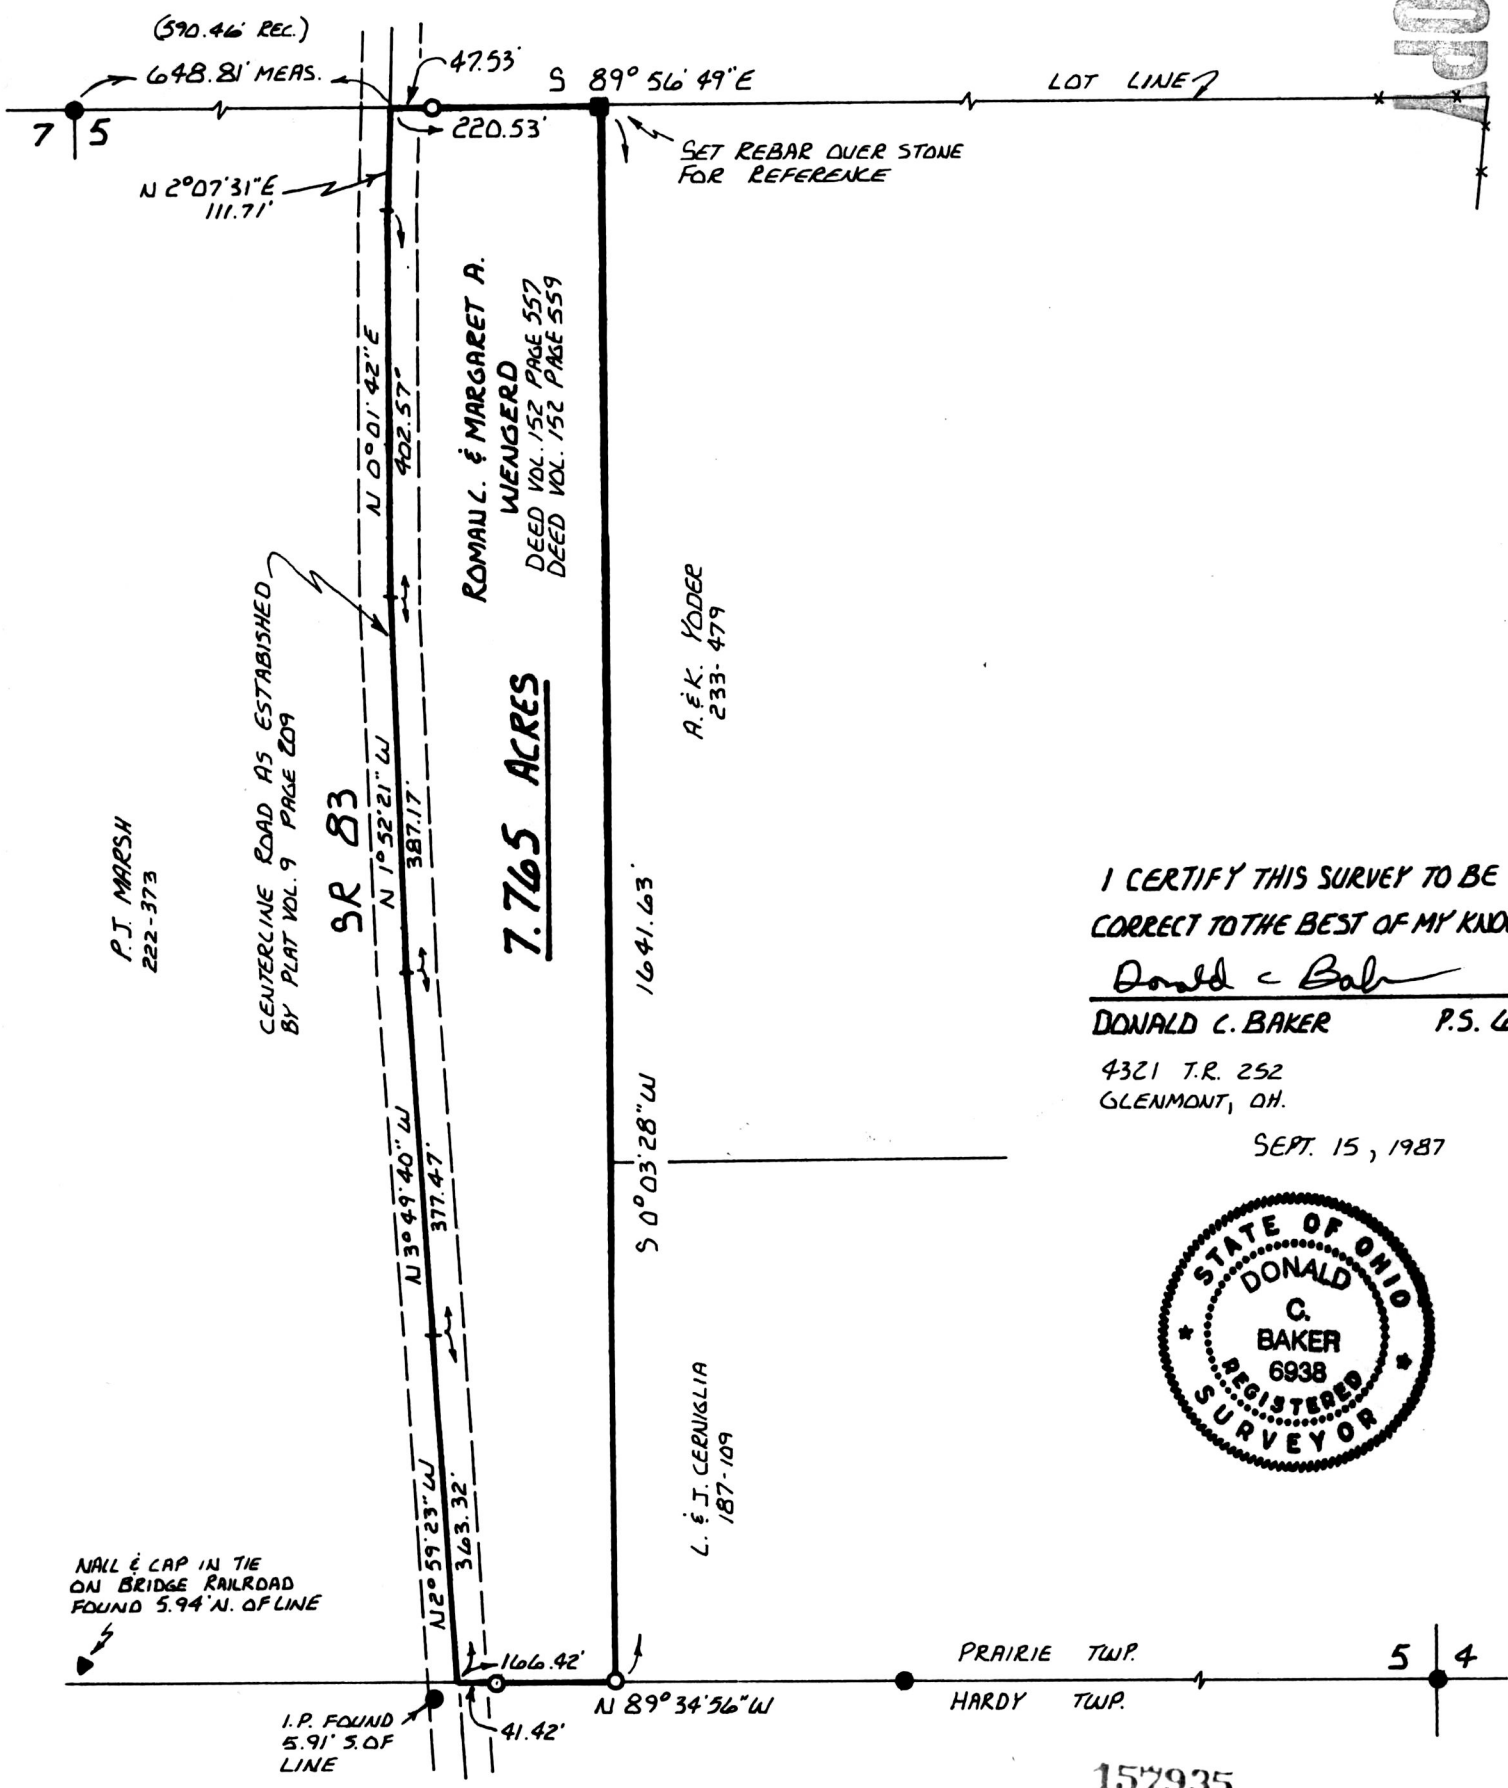 (590.46' REC.)
648.81' MEAS.
47.53'
S 89° 56' 49" E
LOT LINE
OPY
7 5
220.53'
SET REBAR OVER STONE
FOR REFERENCE
N 2°07'31"E
111.71'
N 0° 01' 42" E
402.57'
ROMAN L. & MARGARET A.
WENGERD
DEED VOL. 152 PAGE 557
DEED VOL. 152 PAGE 559
CENTERLINE ROAD AS ESTABISHED
BY PLAT VOL. 9 PAGE 209
A. & K. YODER
233-479
7.765 ACRES
SR 83
N 1° 52' 21" W
387.17'
P.J. MARSH
222-373
1641.63'
S 0° 03' 28" W
I CERTIFY THIS SURVEY TO BE
CORRECT TO THE BEST OF MY KNOW
Donald C Bak
DONALD C. BAKER P.S. 6
4321 T.R. 252
GLENMONT, OH.
SEPT. 15, 1987
N 3° 49' 40" W
377.47'
STATE OF OHIO
DONALD
C.
BAKER
6938
REGISTERED
SURVEYOR
L. & J. CERNIGLIA
187-109
N 2° 59' 23" W
363.32'
NAIL & CAP IN TIE
ON BRIDGE RAILROAD
FOUND 5.94' N. OF LINE
166.42'
PRAIRIE TWP.
5 4
N 89° 34' 56" W
HARDY TWP.
I.P. FOUND
5.91' S. OF
LINE
41.42'